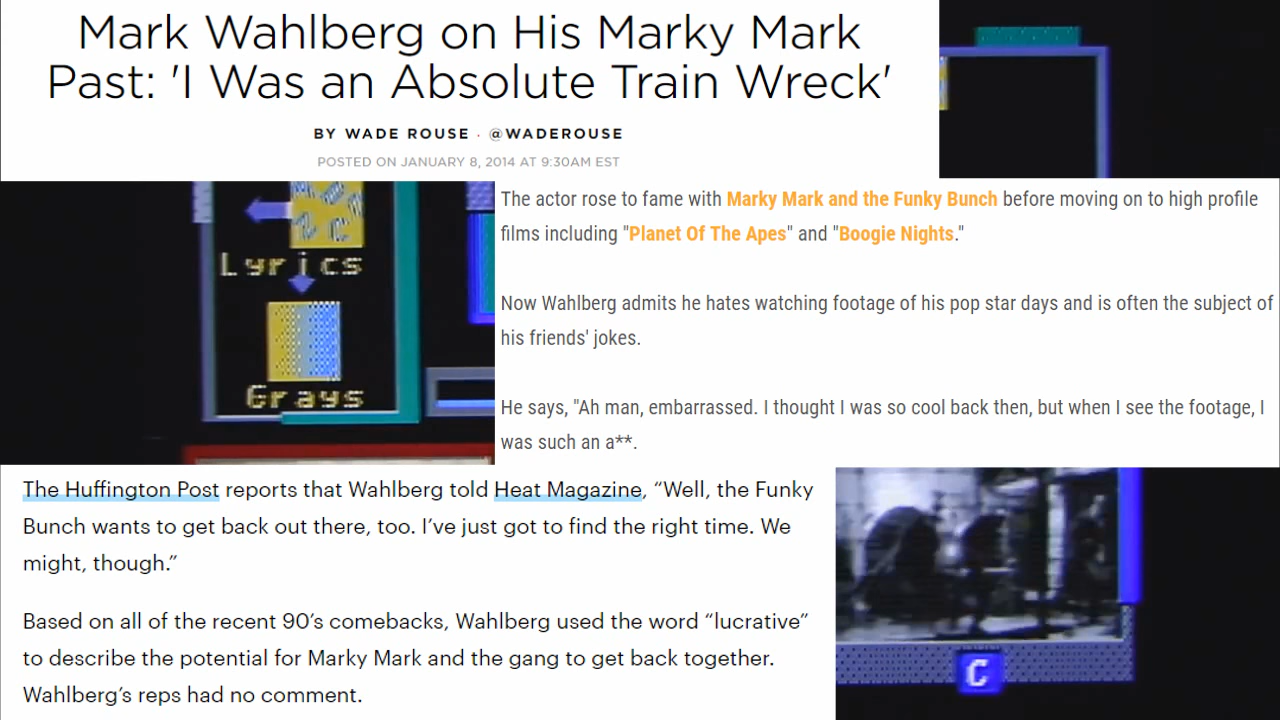 Mark Wahlberg on His Marky Mark
Past: 'I Was an Absolute Train Wreck'
BY WADE ROUSE · @WADEROUSE
POSTED ON JANUARY 8, 2014 AT 9:30AM EST
Lyrics
Grays
The actor rose to fame with Marky Mark and the Funky Bunch before moving on to high profile
films including "Planet Of The Apes" and "Boogie Nights."
Now Wahlberg admits he hates watching footage of his pop star days and is often the subject of
his friends' jokes.
He says, "Ah man, embarrassed. I thought I was so cool back then, but when I see the footage, I
was such an a**.
The Huffington Post reports that Wahlberg told Heat Magazine, “Well, the Funky
Bunch wants to get back out there, too. I’ve just got to find the right time. We
might, though.”
Based on all of the recent 90’s comebacks, Wahlberg used the word “lucrative”
to describe the potential for Marky Mark and the gang to get back together.
Wahlberg’s reps had no comment.
C